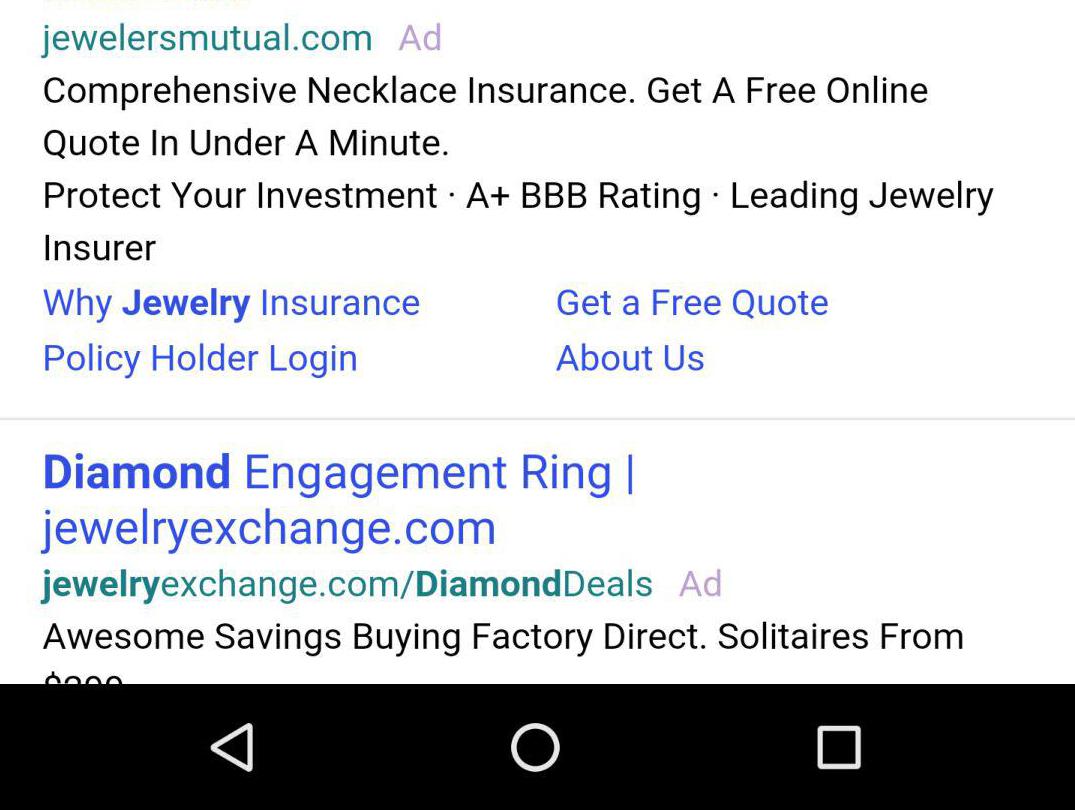 jewelersmutual.com Ad
Comprehensive Necklace Insurance. Get A Free Online
Quote In Under A Minute.
Protect Your Investment · A+ BBB Rating · Leading Jewelry
Insurer
Why Jewelry Insurance
Get a Free Quote
Policy Holder Login
About Us
Diamond Engagement Ring |
jewelryexchange.com
jewelryexchange.com/DiamondDeals Ad
Awesome Savings Buying Factory Direct. Solitaires From